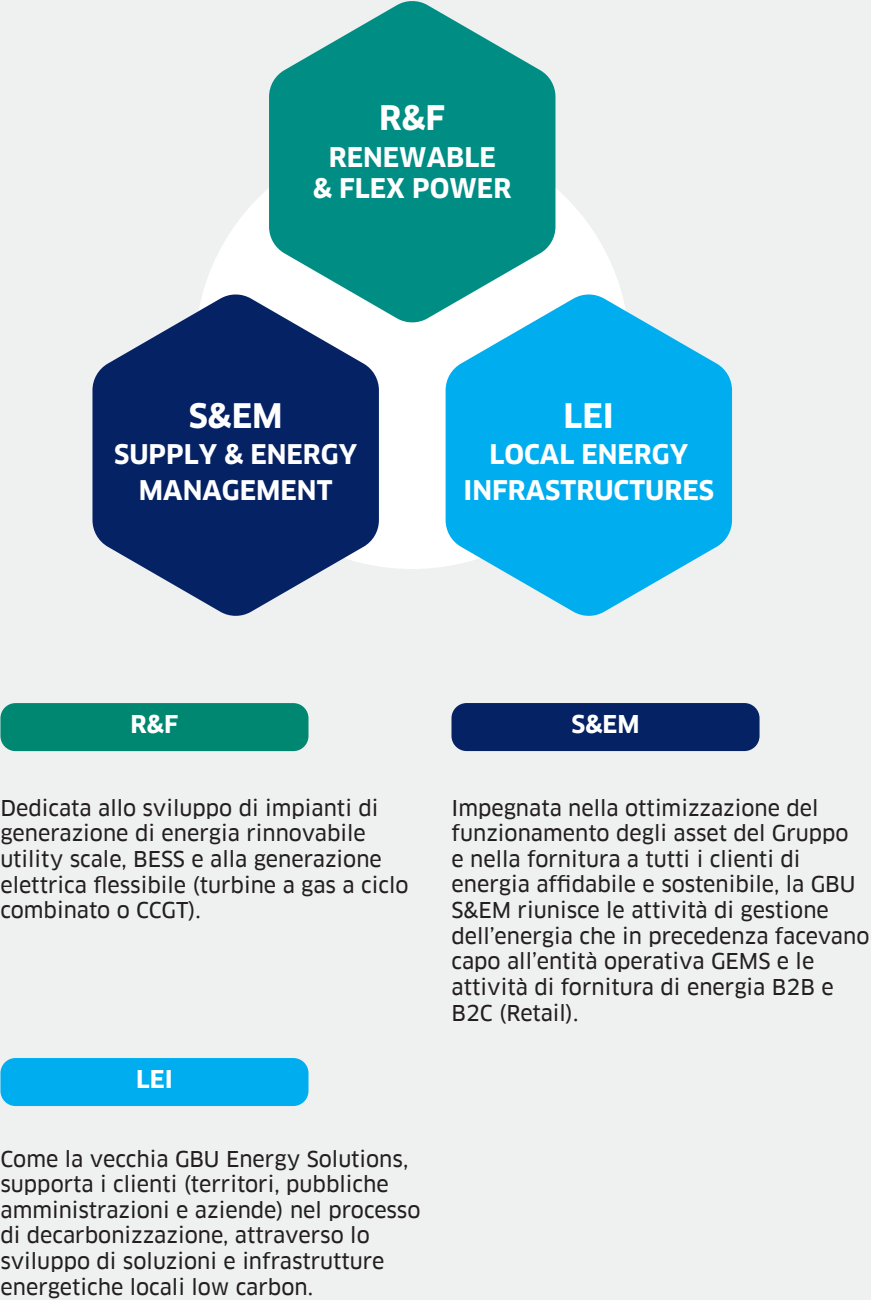 R&F
RENEWABLE
& FLEX POWER
S&EM
SUPPLY & ENERGY
MANAGEMENT
LEI
LOCAL ENERGY
INFRASTRUCTURES
R&F
Dedicata allo sviluppo di impianti di
generazione di energia rinnovabile
utility scale, BESS e alla generazione
elettrica flessibile (turbine a gas a ciclo
combinato o CCGT).
S&EM
Impegnata nella ottimizzazione del
funzionamento degli asset del Gruppo
e nella fornitura a tutti i clienti di
energia affidabile e sostenibile, la GBU
S&EM riunisce le attività di gestione
dell'energia che in precedenza facevano
capo all'entità operativa GEMS e le
attività di fornitura di energia B2B e
B2C (Retail).
LEI
Come la vecchia GBU Energy Solutions,
supporta i clienti (territori, pubbliche
amministrazioni e aziende) nel processo
di decarbonizzazione, attraverso lo
sviluppo di soluzioni e infrastrutture
energetiche locali low carbon.